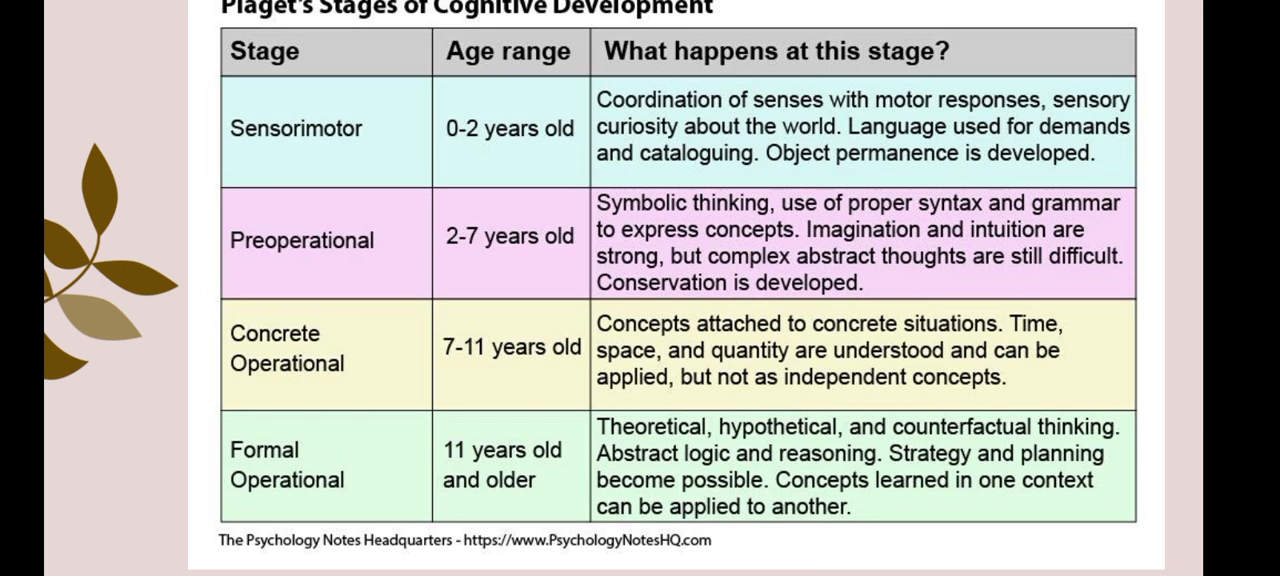 Piaget's Stages of Cognitive Development
Stage
Age range
What happens at this stage?
Sensorimotor
0-2 years old
Coordination of senses with motor responses, sensory
curiosity about the world. Language used for demands
and cataloguing. Object permanence is developed.
Preoperational
2-7 years old
Symbolic thinking, use of proper syntax and grammar
to express concepts. Imagination and intuition are
strong, but complex abstract thoughts are still difficult.
Conservation is developed.
Concrete
Operational
7-11 years old
Concepts attached to concrete situations. Time,
space, and quantity are understood and can be
applied, but not as independent concepts.
Formal
Operational
11 years old
and older
Theoretical, hypothetical, and counterfactual thinking.
Abstract logic and reasoning. Strategy and planning
become possible. Concepts learned in one context
can be applied to another.
The Psychology Notes Headquarters - https://www.PsychologyNotesHQ.com